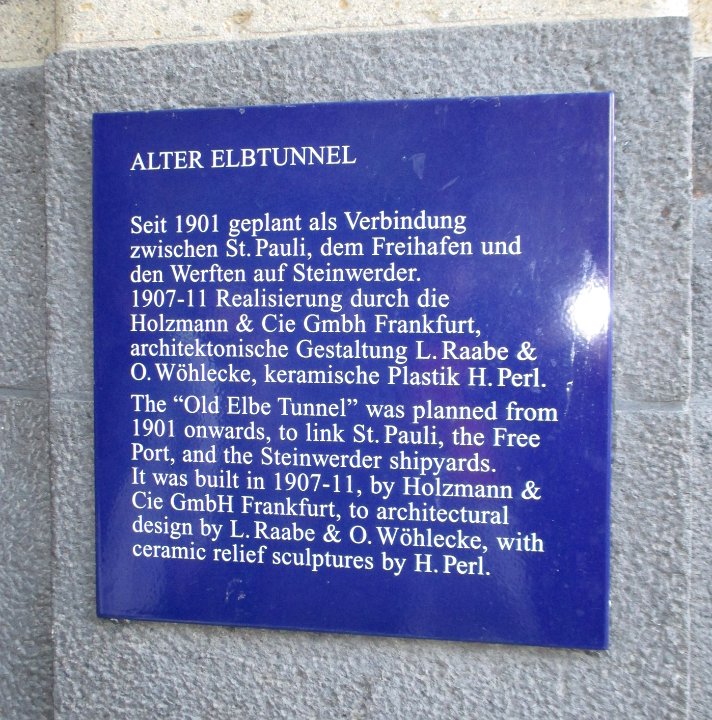 ALTER ELBTUNNEL
Seit 1901 geplant als Verbindung
zwischen St. Pauli, dem Freihafen und
den Werften auf Steinwerder.
1907-11 Realisierung durch die
Holzmann & Cie Gmbh Frankfurt,
architektonische Gestaltung L. Raabe &
O. Wöhlecke, keramische Plastik H. Perl.
The “Old Elbe Tunnel” was planned from
1901 onwards, to link St. Pauli, the Free
Port, and the Steinwerder shipyards.
It was built in 1907-11, by Holzmann &
Cie GmbH Frankfurt, to architectural
design by L. Raabe & O. Wöhlecke, with
ceramic relief sculptures by H. Perl.